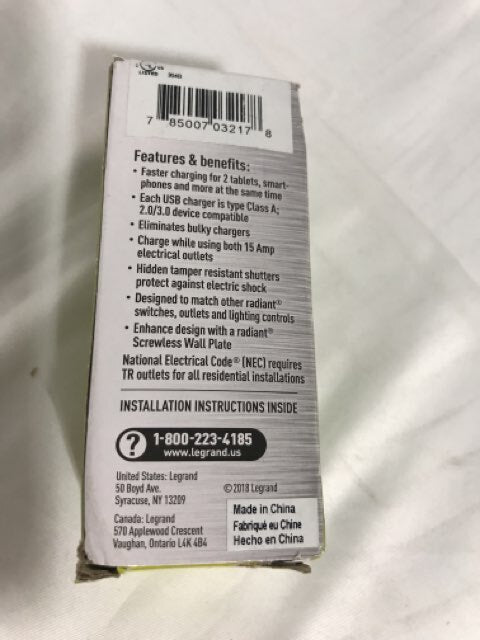 LISTED
7 85007 03217 8
Features & benefits:
• Faster charging for 2 tablets, smart-
phones and more at the same time
• Each USB charger is type Class A;
2.0/3.0 device compatible
• Eliminates bulky chargers
• Charge while using both 15 Amp
electrical outlets
• Hidden tamper resistant shutters
protect against electric shock
• Designed to match other radiant®
switches, outlets and lighting controls
• Enhance design with a radiant®
Screwless Wall Plate
National Electrical Code® (NEC) requires
TR outlets for all residential installations
INSTALLATION INSTRUCTIONS INSIDE
? 1-800-223-4185
www.legrand.us
United States: Legrand
50 Boyd Ave.
Syracuse, NY 13209
©2018 Legrand
Canada: Legrand
570 Applewood Crescent
Vaughan, Ontario L4K 4B4
Made in China
Fabriqué eu Chine
Hecho en China